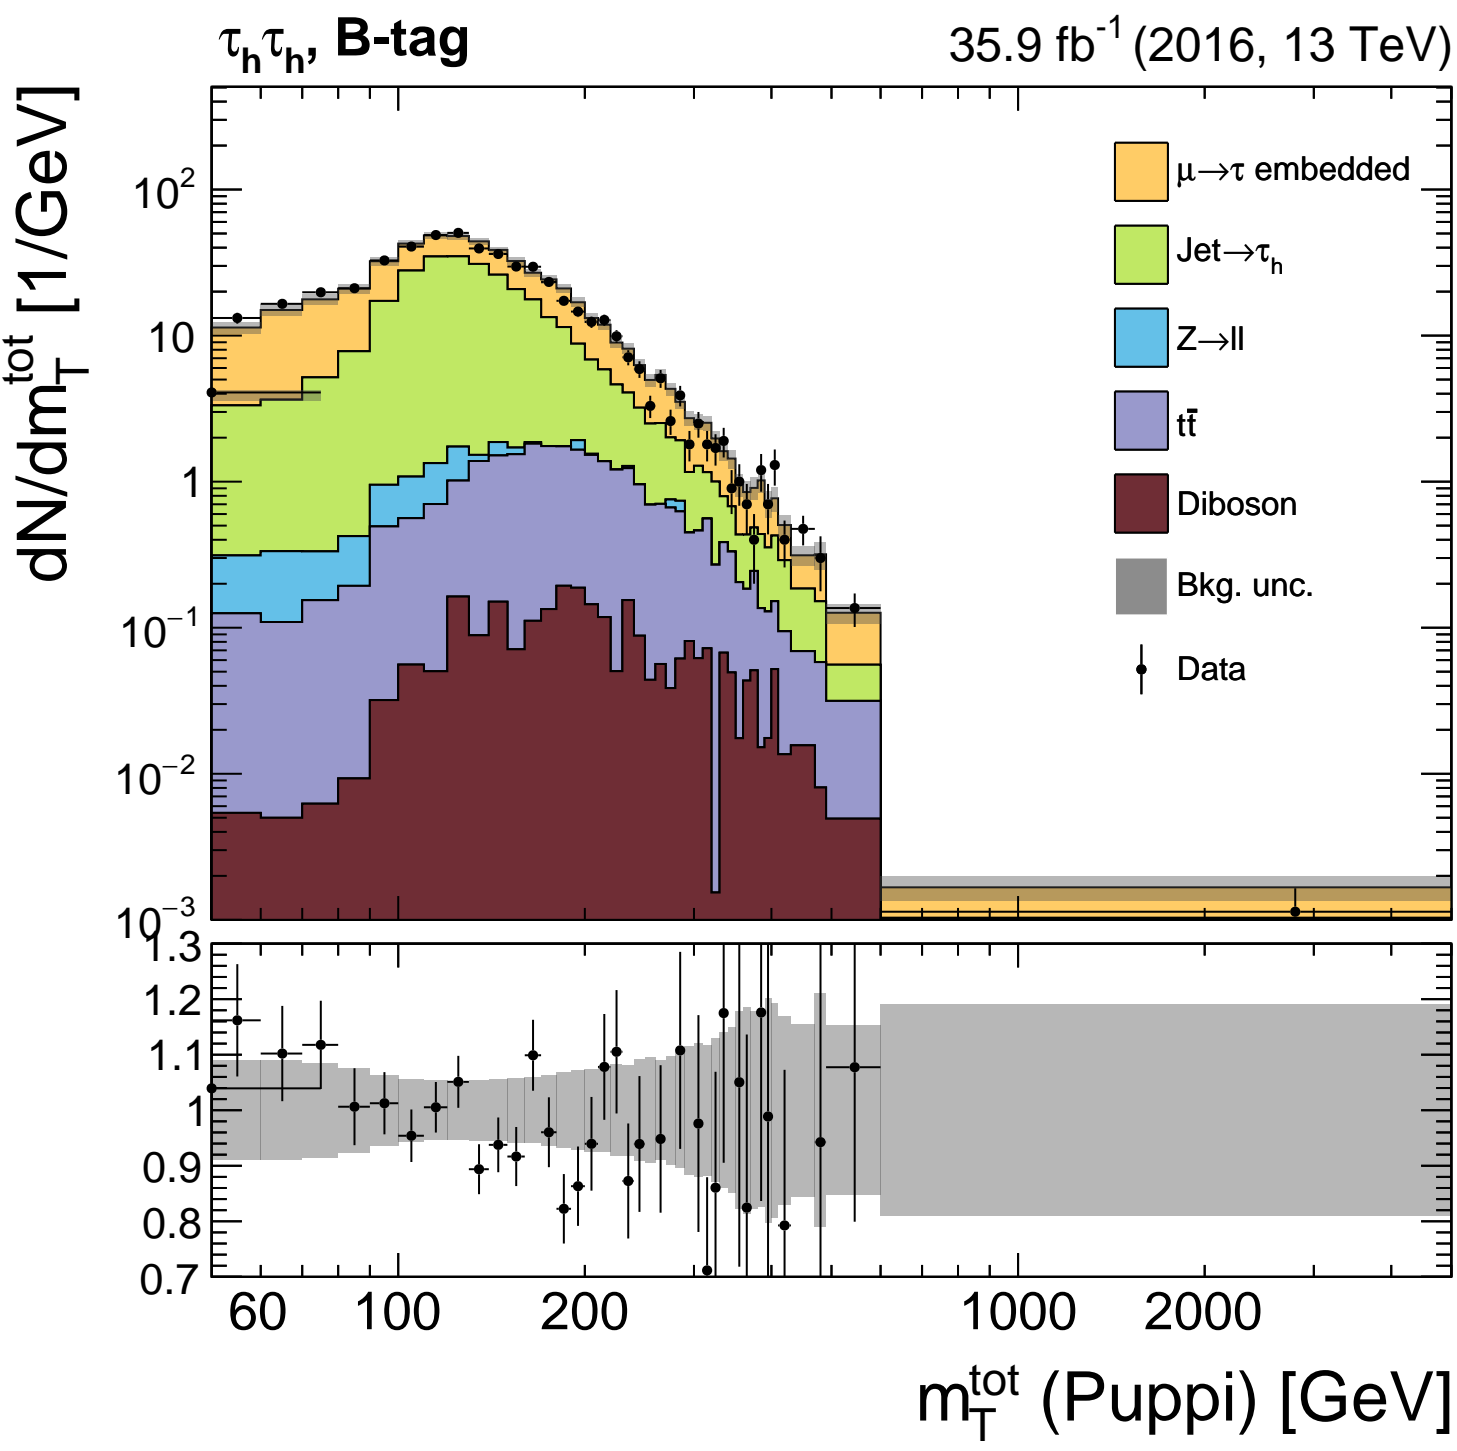 τhτh, B-tag
35.9 fb-1 (2016, 13 TeV)
dN/dmTtot [1/GeV]
10²
10
1
10−1
10−2
10−3
μ→τ embedded
Jet→τh
Z→ll
tt̄
Diboson
Bkg. unc.
Data
1.3
1.2
1.1
1
0.9
0.8
0.7
60 100 200 1000 2000
mTtot (Puppi) [GeV]